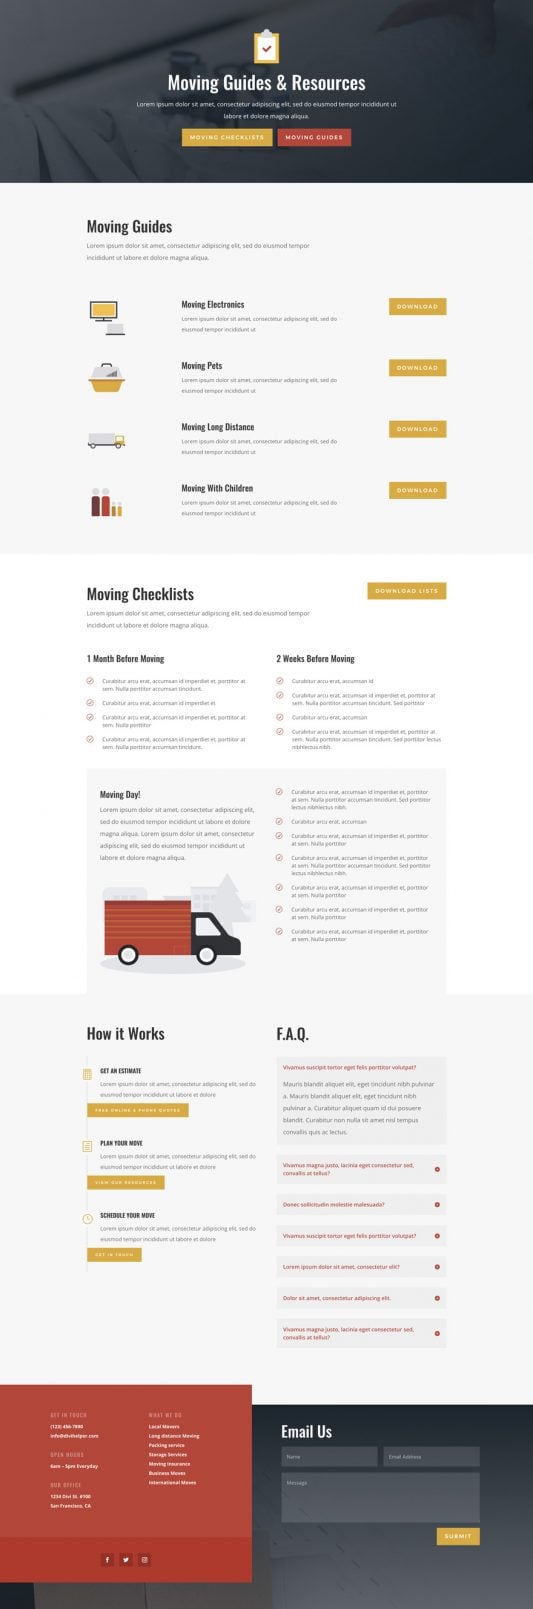 Moving Guides & Resources
Lorem ipsum dolor sit amet, consectetur adipiscing elit, sed do eiusmod tempor incididunt ut
labore et dolore magna aliqua.
MOVING CHECKLISTS
MOVING GUIDES
Moving Guides
Lorem ipsum dolor sit amet, consectetur adipiscing elit, sed do eiusmod tempor
incididunt ut labore et dolore magna aliqua.
Moving Electronics
Lorem ipsum dolor sit amet, consectetur adipiscing elit, sed do
eiusmod tempor incididunt ut
DOWNLOAD
Moving Pets
Lorem ipsum dolor sit amet, consectetur adipiscing elit, sed do
eiusmod tempor incididunt ut
DOWNLOAD
Moving Long Distance
Lorem ipsum dolor sit amet, consectetur adipiscing elit, sed do
eiusmod tempor incididunt ut
DOWNLOAD
Moving With Children
Lorem ipsum dolor sit amet, consectetur adipiscing elit, sed do
eiusmod tempor incididunt ut
DOWNLOAD
Moving Checklists
DOWNLOAD LISTS
Lorem ipsum dolor sit amet, consectetur adipiscing elit, sed do eiusmod tempor
incididunt ut labore et dolore magna aliqua.
1 Month Before Moving
Curabitur arcu erat, accumsan id imperdiet et, porttitor at
sem. Nulla porttitor accumsan tincidunt.
Curabitur arcu erat, accumsan id imperdiet et
Curabitur arcu erat, accumsan id imperdiet et, porttitor at
sem. Nulla porttitor
Curabitur arcu erat, accumsan id imperdiet et, porttitor at
sem. Nulla porttitor accumsan tincidunt.
2 Weeks Before Moving
Curabitur arcu erat, accumsan id
Curabitur arcu erat, accumsan id imperdiet et, porttitor at
sem. Nulla porttitor accumsan tincidunt. Sed porttitor
Curabitur arcu erat, accumsan
Curabitur arcu erat, accumsan id imperdiet et, porttitor at
sem. Nulla porttitor accumsan tincidunt. Sed porttitor lectus
nibhlectus nibh.
Moving Day!
Lorem ipsum dolor sit amet, consectetur adipiscing elit,
sed do eiusmod tempor incididunt ut labore et dolore
magna aliqua. Lorem ipsum dolor sit amet, consectetur
adipiscing elit, sed do eiusmod tempor incididunt ut
labore et dolore magna aliqua.
Curabitur arcu erat, accumsan id imperdiet et, porttitor
at sem. Nulla porttitor accumsan tincidunt. Sed porttitor
lectus nibhlectus nibh.
Curabitur arcu erat, accumsan
Curabitur arcu erat, accumsan id imperdiet et, porttitor
at sem. Nulla porttitor
Curabitur arcu erat, accumsan id imperdiet et, porttitor
at sem. Nulla porttitor accumsan tincidunt. Sed porttitor
lectus nibhlectus nibh.
Curabitur arcu erat, accumsan id imperdiet et, porttitor
at sem. Nulla porttitor
Curabitur arcu erat, accumsan id imperdiet et, porttitor
at sem. Nulla porttitor
Curabitur arcu erat, accumsan id imperdiet et, porttitor
at sem. Nulla porttitor
How it Works
GET AN ESTIMATE
Lorem ipsum dolor sit amet, consectetur adipiscing elit, sed do
eiusmod tempor incididunt ut labore et dolore
FREE ONLINE & PHONE QUOTES
PLAN YOUR MOVE
Lorem ipsum dolor sit amet, consectetur adipiscing elit, sed do
eiusmod tempor incididunt ut labore et dolore
VIEW OUR RESOURCES
SCHEDULE YOUR MOVE
Lorem ipsum dolor sit amet, consectetur adipiscing elit, sed do
eiusmod tempor incididunt ut labore et dolore
GET IN TOUCH
F.A.Q.
Vivamus suscipit tortor eget felis porttitor volutpat?
Mauris blandit aliquet elit, eget tincidunt nibh pulvinar
a. Mauris blandit aliquet elit, eget tincidunt nibh
pulvinar a. Curabitur aliquet quam id dui posuere
blandit. Curabitur non nulla sit amet nisl tempus
convallis quis ac lectus.
Vivamus magna justo, lacinia eget consectetur sed,
convallis at tellus?
Donec sollicitudin molestie malesuada?
Vivamus suscipit tortor eget felis porttitor volutpat?
Lorem ipsum dolor sit amet, consectetur elit?
Dolor sit amet, consectetur adipiscing elit.
Vivamus magna justo, lacinia eget consectetur sed,
convallis at tellus?
GET IN TOUCH
(123) 456-7890
info@divihelper.com
OPEN HOURS
6am – 5pm Everyday
OUR OFFICE
1234 Divi St. #100
San Francisco, CA
WHAT WE DO
Local Movers
Long distance Moving
Packing service
Storage Services
Moving Insurance
Business Moves
International Moves
Email Us
Name
Email Address
Message
SUBMIT